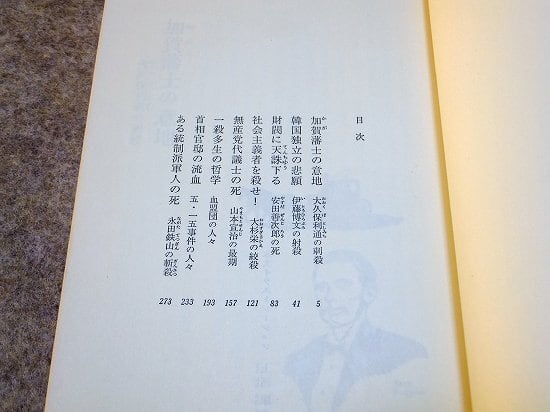 目次
加賀藩士の意地 大久保利通の刺殺 5
韓国独立の悲願 伊藤博文の射殺 41
財閥に天誅下る 安田善次郎の死 83
社会主義者を殺せ! 大杉栄の絞殺 121
無産党代議士の死 山本宣治の最期 157
一殺多生の哲学 血盟団の人々 193
首相官邸の流血 五・一五事件の人々 233
ある統制派軍人の死 永田鉄山の斬殺 273